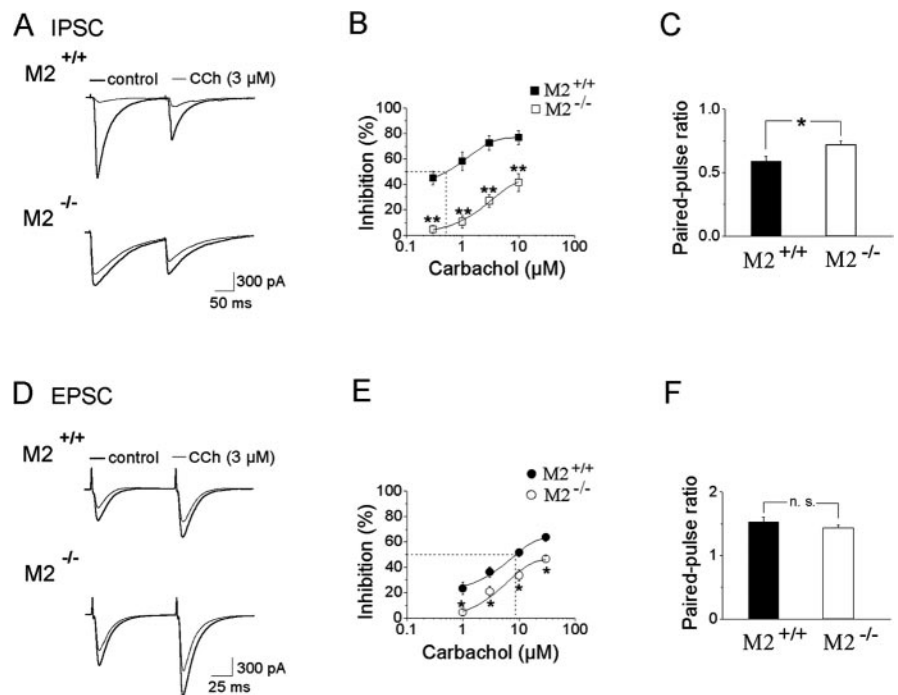 A IPSC
M2 +/+
control CCh (3 µM)
M2 -/-
300 pA
50 ms
B
M2 +/+
M2 -/-
Inhibition (%)
100
80
60
40
20
0
** ** ** **
0.1 1 10 100
Carbachol (µM)
C
Paired-pulse ratio
1.0
0.5
0.0
*
M2 +/+ M2 -/-
D EPSC
M2 +/+
control CCh (3 µM)
M2 -/-
300 pA
25 ms
E
M2 +/+
M2 -/-
Inhibition (%)
100
80
60
40
20
0
* * * *
0.1 1 10 100
Carbachol (µM)
F
Paired-pulse ratio
2
1
0
n. s.
M2 +/+ M2 -/-